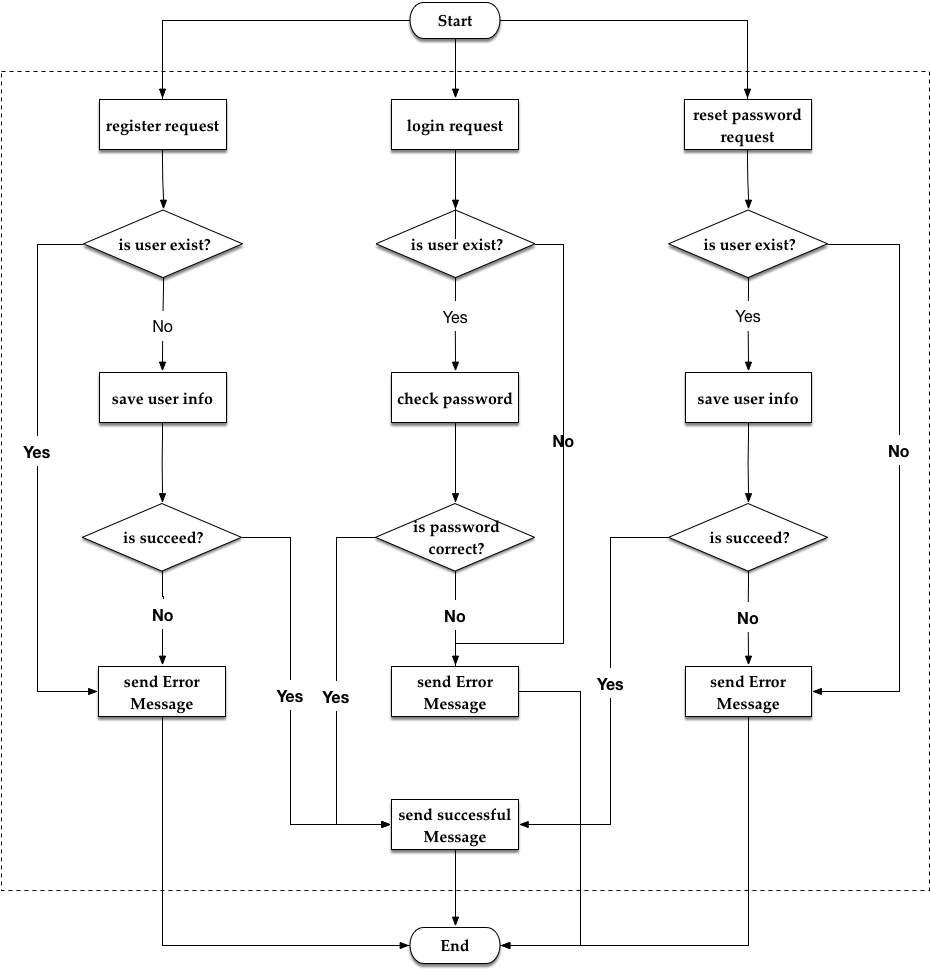 Start
register request
login request
reset password
request
is user exist?
is user exist?
is user exist?
No
Yes
Yes
save user info
check password
save user info
Yes
No
No
is succeed?
is password
correct?
is succeed?
No
No
No
send Error
Message
send Error
Message
send Error
Message
Yes
Yes
Yes
send successful
Message
End